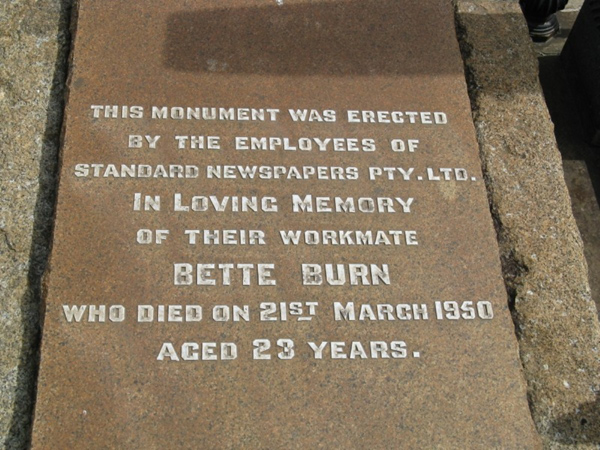 THIS MONUMENT WAS ERECTED
BY THE EMPLOYEES OF
STANDARD NEWSPAPERS PTY. LTD.
IN LOVING MEMORY
OF THEIR WORKMATE
BETTE BURN
WHO DIED ON 21ST MARCH 1950
AGED 23 YEARS.